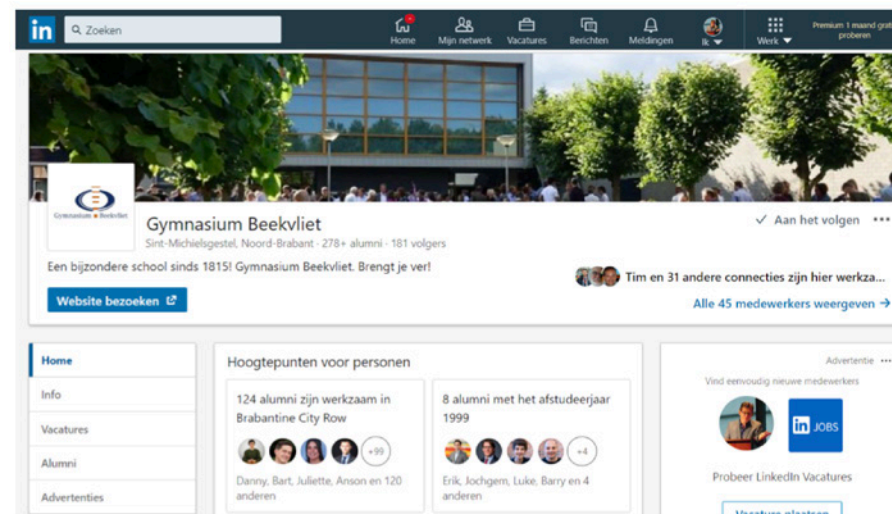 in
Zoeken
Home
Mijn netwerk
Vacatures
Berichten
Meldingen
Ik
Werk
Premium 1 maand grat
proberen
Gymnasium Beekvliet
Gymnasium Beekvliet
Sint-Michielsgestel, Noord-Brabant · 278+ alumni · 181 volgers
Een bijzondere school sinds 1815! Gymnasium Beekvliet. Brengt je ver!
Website bezoeken
Aan het volgen
Tim en 31 andere connecties zijn hier werkza...
Alle 45 medewerkers weergeven →
Home
Info
Vacatures
Alumni
Advertenties
Hoogtepunten voor personen
124 alumni zijn werkzaam in
Brabantine City Row
+99
Danny, Bart, Juliette, Anson en 120
anderen
8 alumni met het afstudeerjaar
1999
+4
Erik, Jochgem, Luke, Barry en 4
anderen
Advertentie
Vind eenvoudig nieuwe medewerkers
in JOBS
Probeer LinkedIn Vacatures
Vacature plaatsen